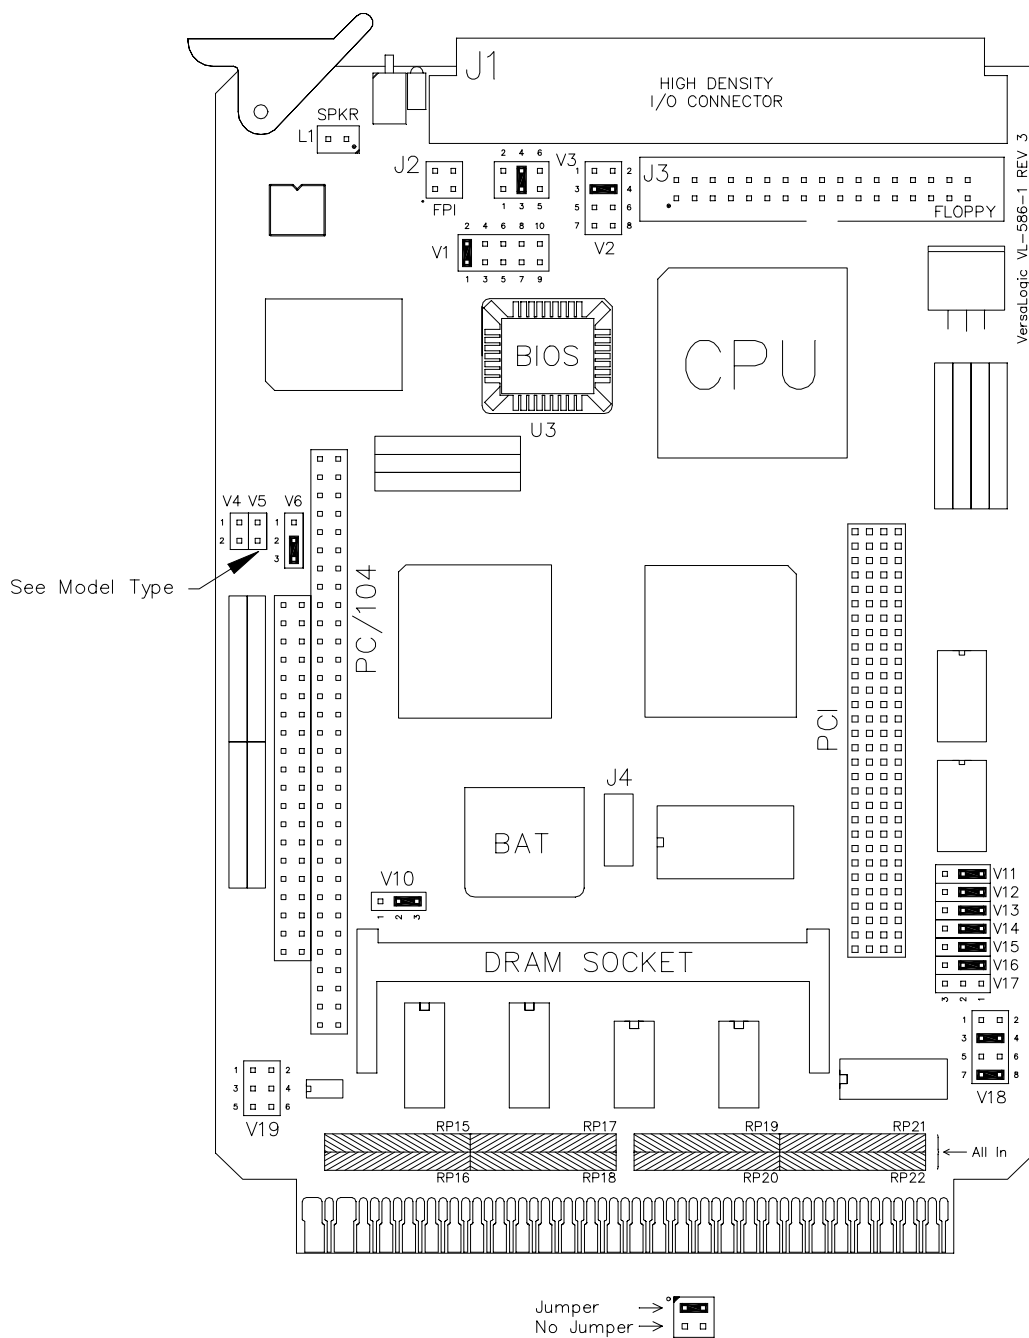 J1
HIGH DENSITY
I/O CONNECTOR
SPKR
L1
VersaLogic VL-586-1 REV 3
J2
FPI
2 4 6
1 3 5
V3
1 2
3 4
5 6
7 8
V2
J3
FLOPPY
V1
2 4 6 8 10
1 3 5 7 9
BIOS
U3
CPU
V4 V5 V6
1 1
2 2
3
See Model Type
PC/104
PCI
J4
BAT
V10
1 2 3
DRAM SOCKET
V11
V12
V13
V14
V15
V16
V17
3 2 1
1 2
3 4
5 6
7 8
V18
1 2
3 4
5 6
V19
RP15 RP17 RP19 RP21
All In
RP16 RP18 RP20 RP22
Jumper
No Jumper